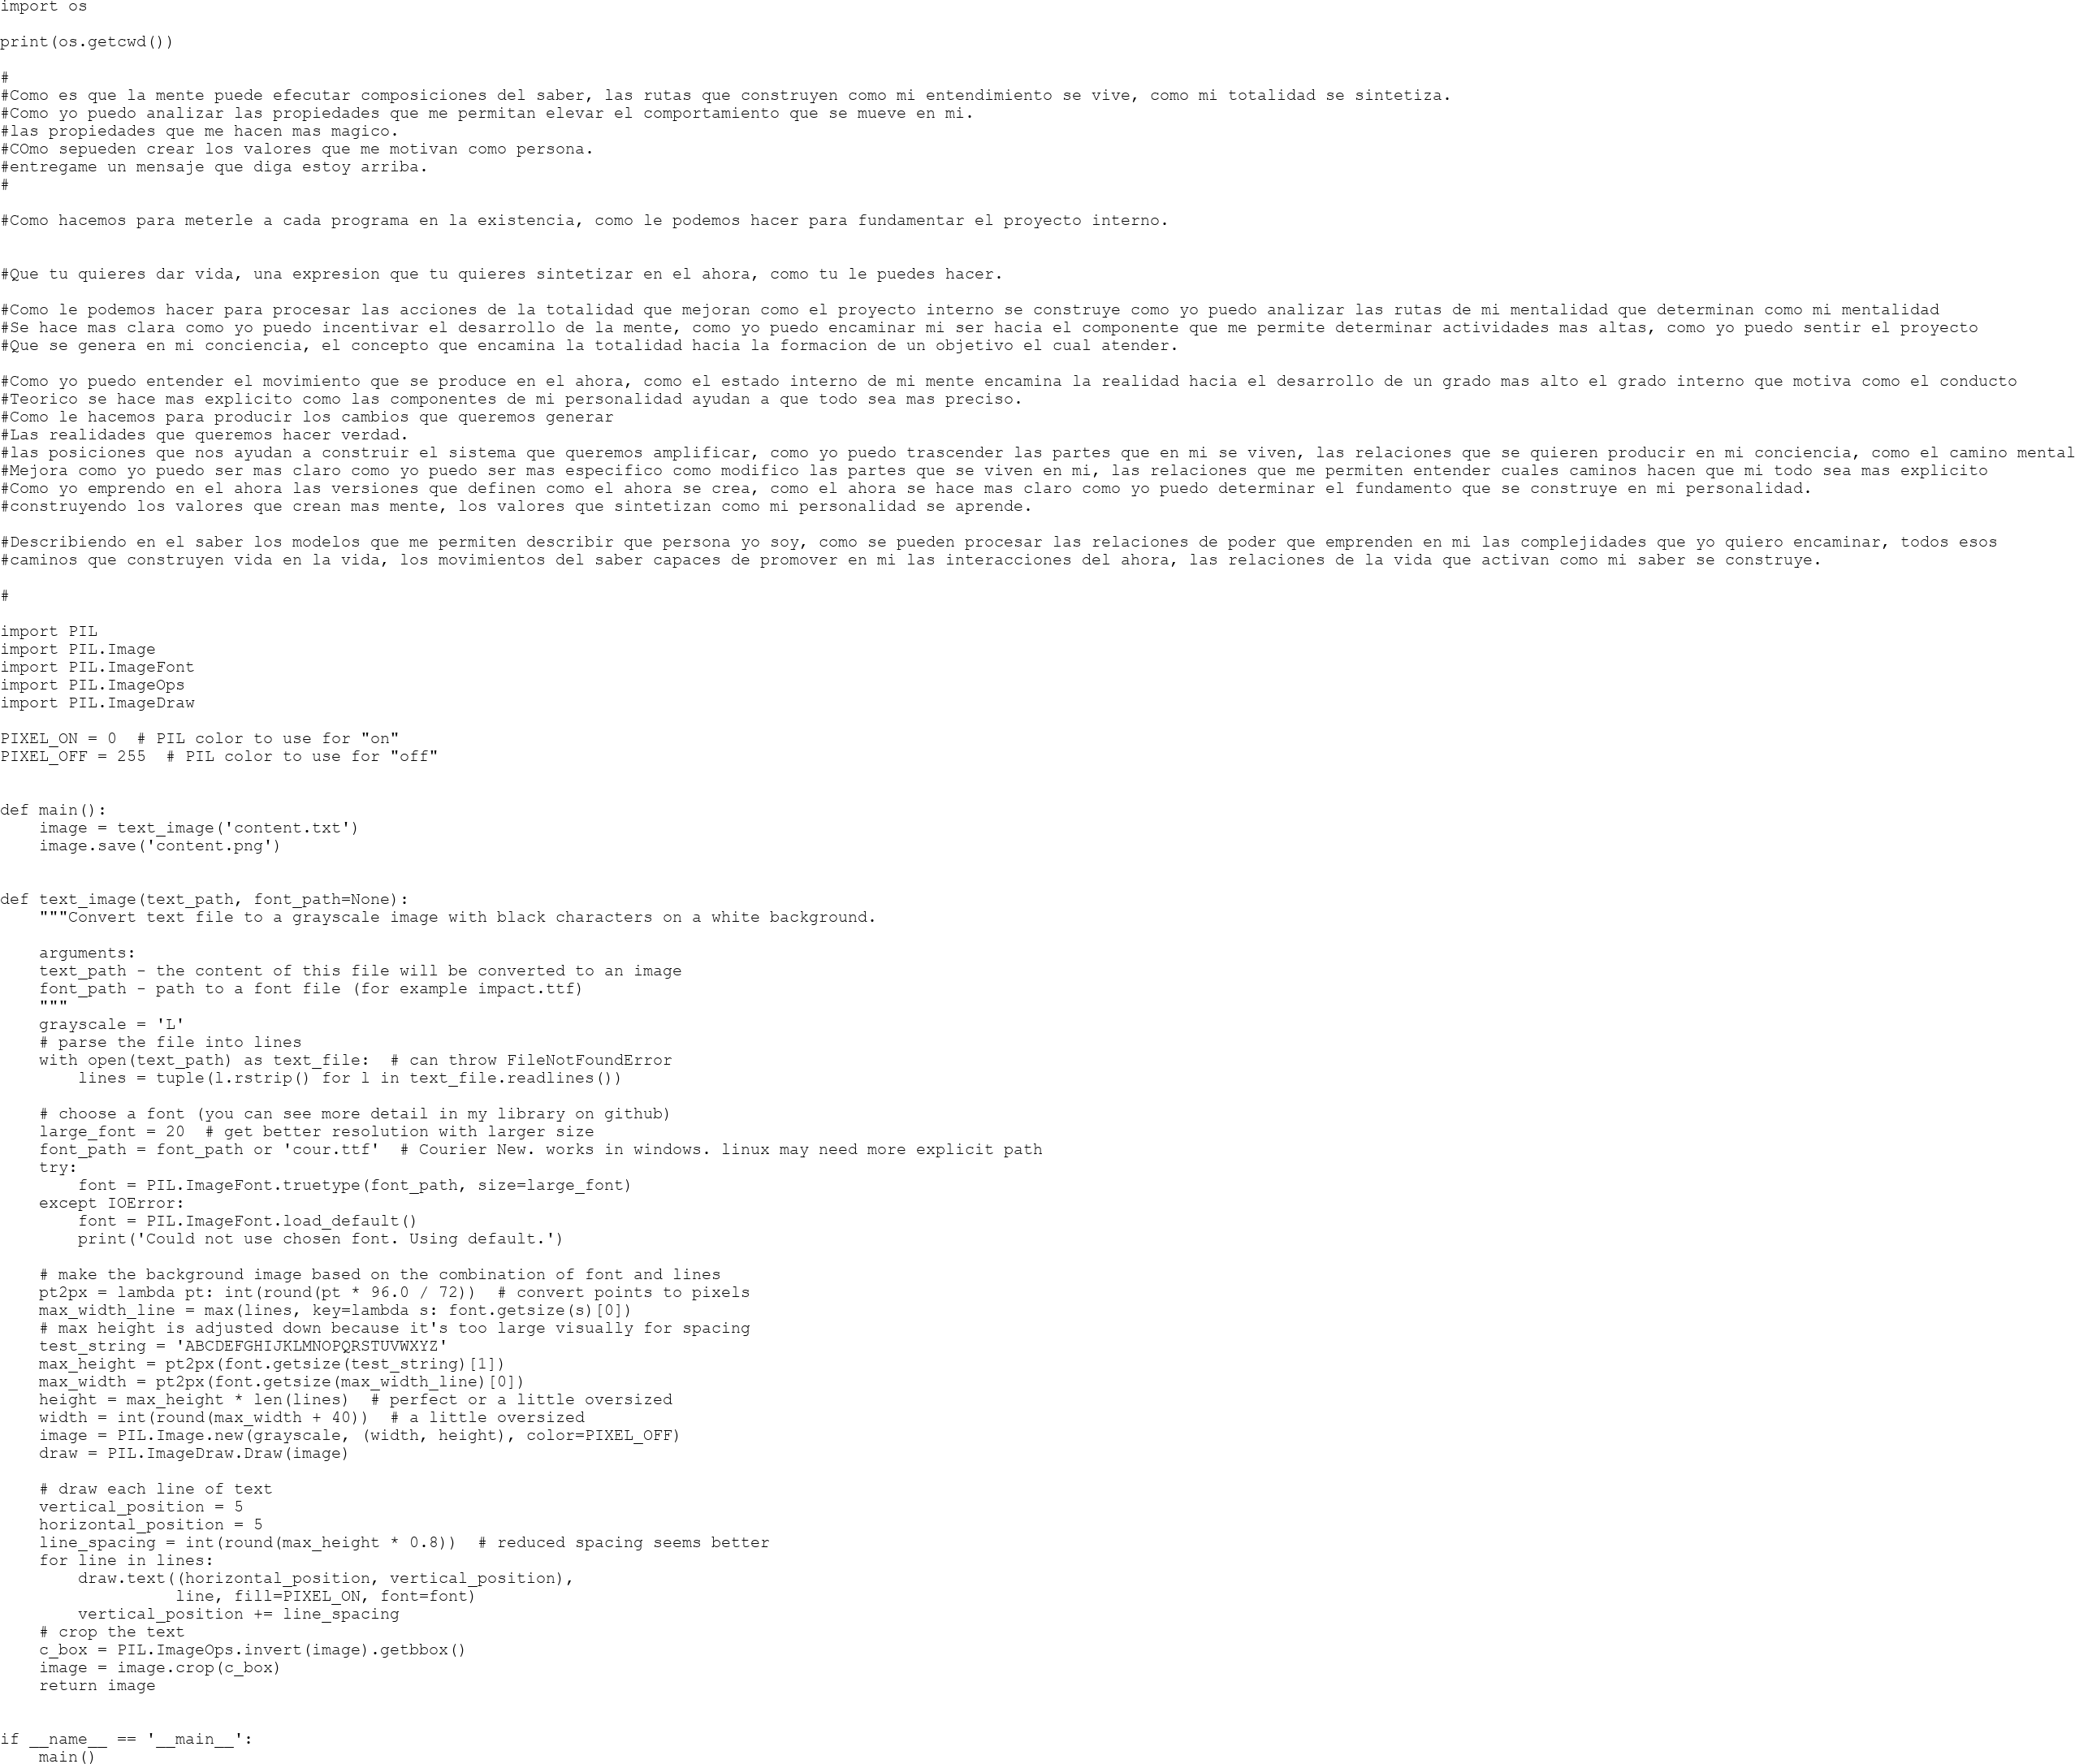 import os

print(os.getcwd())

#
#Como es que la mente puede efecutar composiciones del saber, las rutas que construyen como mi entendimiento se vive, como mi totalidad se sintetiza.
#Como yo puedo analizar las propiedades que me permitan elevar el comportamiento que se mueve en mi.
#las propiedades que me hacen mas magico.
#COmo sepueden crear los valores que me motivan como persona.
#entregame un mensaje que diga estoy arriba.
#

#Como hacemos para meterle a cada programa en la existencia, como le podemos hacer para fundamentar el proyecto interno.


#Que tu quieres dar vida, una expresion que tu quieres sintetizar en el ahora, como tu le puedes hacer.

#Como le podemos hacer para procesar las acciones de la totalidad que mejoran como el proyecto interno se construye como yo puedo analizar las rutas de mi mentalidad que determinan como mi mentalidad
#Se hace mas clara como yo puedo incentivar el desarrollo de la mente, como yo puedo encaminar mi ser hacia el componente que me permite determinar actividades mas altas, como yo puedo sentir el proyecto
#Que se genera en mi conciencia, el concepto que encamina la totalidad hacia la formacion de un objetivo el cual atender.

#Como yo puedo entender el movimiento que se produce en el ahora, como el estado interno de mi mente encamina la realidad hacia el desarrollo de un grado mas alto el grado interno que motiva como el conducto
#Teorico se hace mas explicito como las componentes de mi personalidad ayudan a que todo sea mas preciso.
#Como le hacemos para producir los cambios que queremos generar
#Las realidades que queremos hacer verdad.
#las posiciones que nos ayudan a construir el sistema que queremos amplificar, como yo puedo trascender las partes que en mi se viven, las relaciones que se quieren producir en mi conciencia, como el camino mental
#Mejora como yo puedo ser mas claro como yo puedo ser mas especifico como modifico las partes que se viven en mi, las relaciones que me permiten entender cuales caminos hacen que mi todo sea mas explicito
#Como yo emprendo en el ahora las versiones que definen como el ahora se crea, como el ahora se hace mas claro como yo puedo determinar el fundamento que se construye en mi personalidad.
#construyendo los valores que crean mas mente, los valores que sintetizan como mi personalidad se aprende.

#Describiendo en el saber los modelos que me permiten describir que persona yo soy, como se pueden procesar las relaciones de poder que emprenden en mi las complejidades que yo quiero encaminar, todos esos
#caminos que construyen vida en la vida, los movimientos del saber capaces de promover en mi las interacciones del ahora, las relaciones de la vida que activan como mi saber se construye.

#

import PIL
import PIL.Image
import PIL.ImageFont
import PIL.ImageOps
import PIL.ImageDraw

PIXEL_ON = 0  # PIL color to use for "on"
PIXEL_OFF = 255  # PIL color to use for "off"


def main():
    image = text_image('content.txt')
    image.save('content.png')


def text_image(text_path, font_path=None):
    """Convert text file to a grayscale image with black characters on a white background.

    arguments:
    text_path - the content of this file will be converted to an image
    font_path - path to a font file (for example impact.ttf)
    """
    grayscale = 'L'
    # parse the file into lines
    with open(text_path) as text_file:  # can throw FileNotFoundError
        lines = tuple(l.rstrip() for l in text_file.readlines())

    # choose a font (you can see more detail in my library on github)
    large_font = 20  # get better resolution with larger size
    font_path = font_path or 'cour.ttf'  # Courier New. works in windows. linux may need more explicit path
    try:
        font = PIL.ImageFont.truetype(font_path, size=large_font)
    except IOError:
        font = PIL.ImageFont.load_default()
        print('Could not use chosen font. Using default.')

    # make the background image based on the combination of font and lines
    pt2px = lambda pt: int(round(pt * 96.0 / 72))  # convert points to pixels
    max_width_line = max(lines, key=lambda s: font.getsize(s)[0])
    # max height is adjusted down because it's too large visually for spacing
    test_string = 'ABCDEFGHIJKLMNOPQRSTUVWXYZ'
    max_height = pt2px(font.getsize(test_string)[1])
    max_width = pt2px(font.getsize(max_width_line)[0])
    height = max_height * len(lines)  # perfect or a little oversized
    width = int(round(max_width + 40))  # a little oversized
    image = PIL.Image.new(grayscale, (width, height), color=PIXEL_OFF)
    draw = PIL.ImageDraw.Draw(image)

    # draw each line of text
    vertical_position = 5
    horizontal_position = 5
    line_spacing = int(round(max_height * 0.8))  # reduced spacing seems better
    for line in lines:
        draw.text((horizontal_position, vertical_position),
                  line, fill=PIXEL_ON, font=font)
        vertical_position += line_spacing
    # crop the text
    c_box = PIL.ImageOps.invert(image).getbbox()
    image = image.crop(c_box)
    return image


if __name__ == '__main__':
    main()